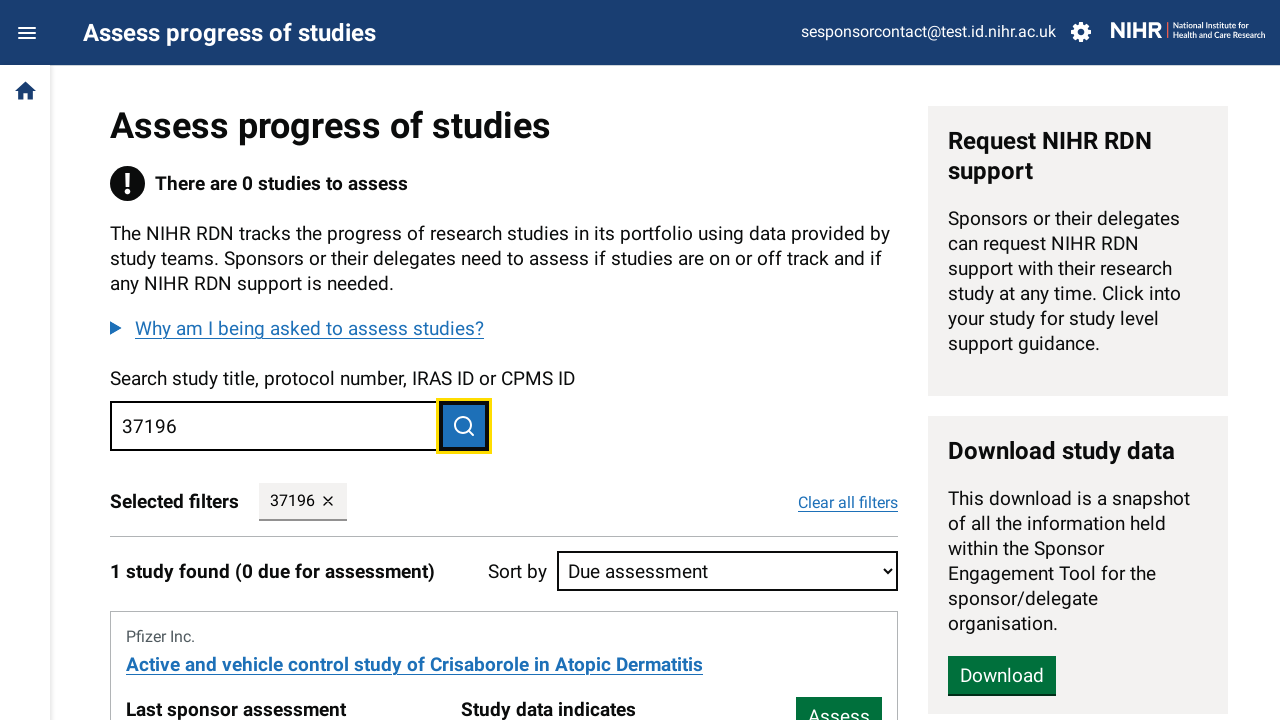 Assess progress of studies
sesponsorcontact@test.id.nihr.ac.uk
NIHR
National Institute for
Health and Care Research
Assess progress of studies
There are 0 studies to assess
The NIHR RDN tracks the progress of research studies in its portfolio using data provided by
study teams. Sponsors or their delegates need to assess if studies are on or off track and if
any NIHR RDN support is needed.
Why am I being asked to assess studies?
Search study title, protocol number, IRAS ID or CPMS ID
37196
Selected filters
37196
Clear all filters
1 study found (0 due for assessment)
Sort by
Due assessment
Pfizer Inc.
Active and vehicle control study of Crisaborole in Atopic Dermatitis
Last sponsor assessment
Study data indicates
Assess
Request NIHR RDN
support
Sponsors or their delegates
can request NIHR RDN
support with their research
study at any time. Click into
your study for study level
support guidance.
Download study data
This download is a snapshot
of all the information held
within the Sponsor
Engagement Tool for the
sponsor/delegate
organisation.
Download